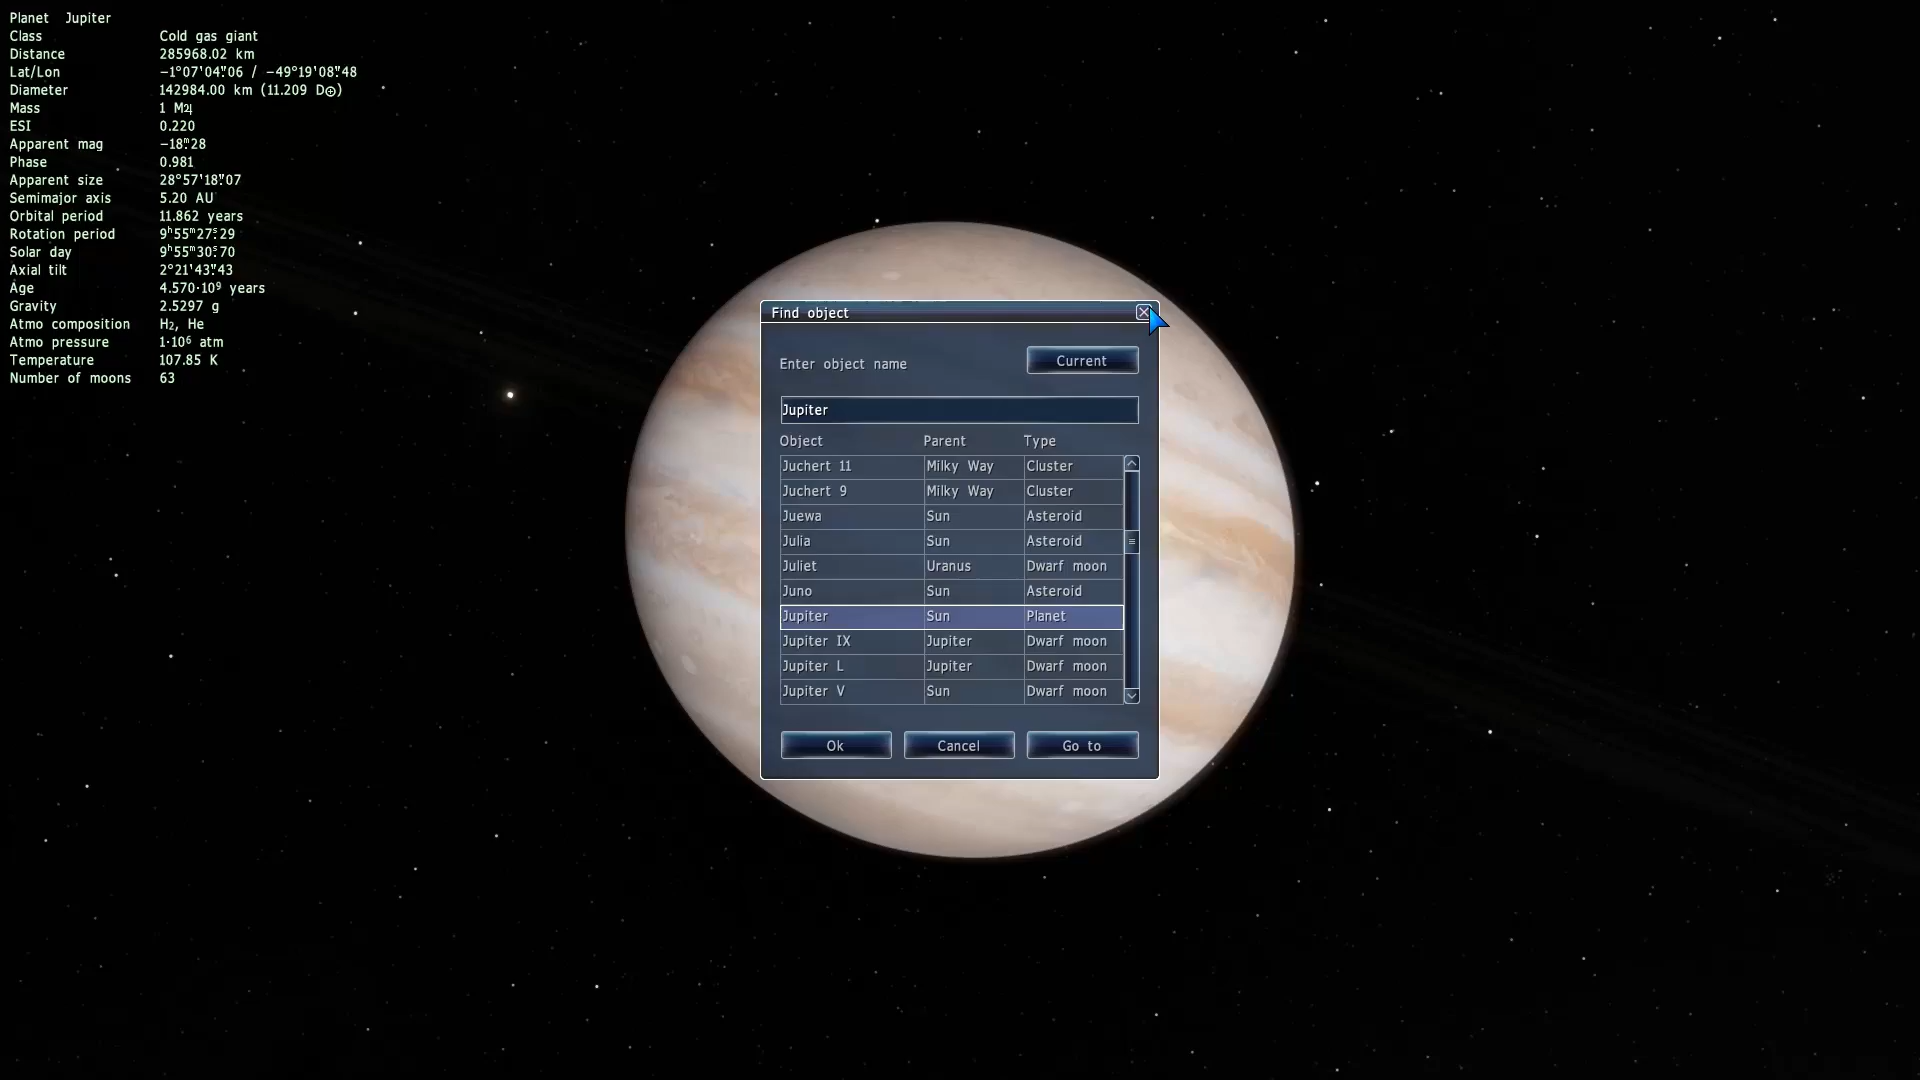 Planet Jupiter
Class Cold gas giant
Distance 285968.02 km
Lat/Lon -1°07'04"06 / -49°19'08"48
Diameter 142984.00 km (11.209 D⊕)
Mass 1 M♃
ESI 0.220
Apparent mag -18ᵐ28
Phase 0.981
Apparent size 28°57'18"07
Semimajor axis 5.20 AU
Orbital period 11.862 years
Rotation period 9ʰ55ᵐ27ˢ29
Solar day 9ʰ55ᵐ30ˢ70
Axial tilt 2°21'43"43
Age 4.570·10⁹ years
Gravity 2.5297 g
Atmo composition H₂, He
Atmo pressure 1·10⁶ atm
Temperature 107.85 K
Number of moons 63
Find object
Enter object name Current
Jupiter
Object Parent Type
Juchert 11 Milky Way Cluster
Juchert 9 Milky Way Cluster
Juewa Sun Asteroid
Julia Sun Asteroid
Juliet Uranus Dwarf moon
Juno Sun Asteroid
Jupiter Sun Planet
Jupiter IX Jupiter Dwarf moon
Jupiter L Jupiter Dwarf moon
Jupiter V Sun Dwarf moon
Ok Cancel Go to